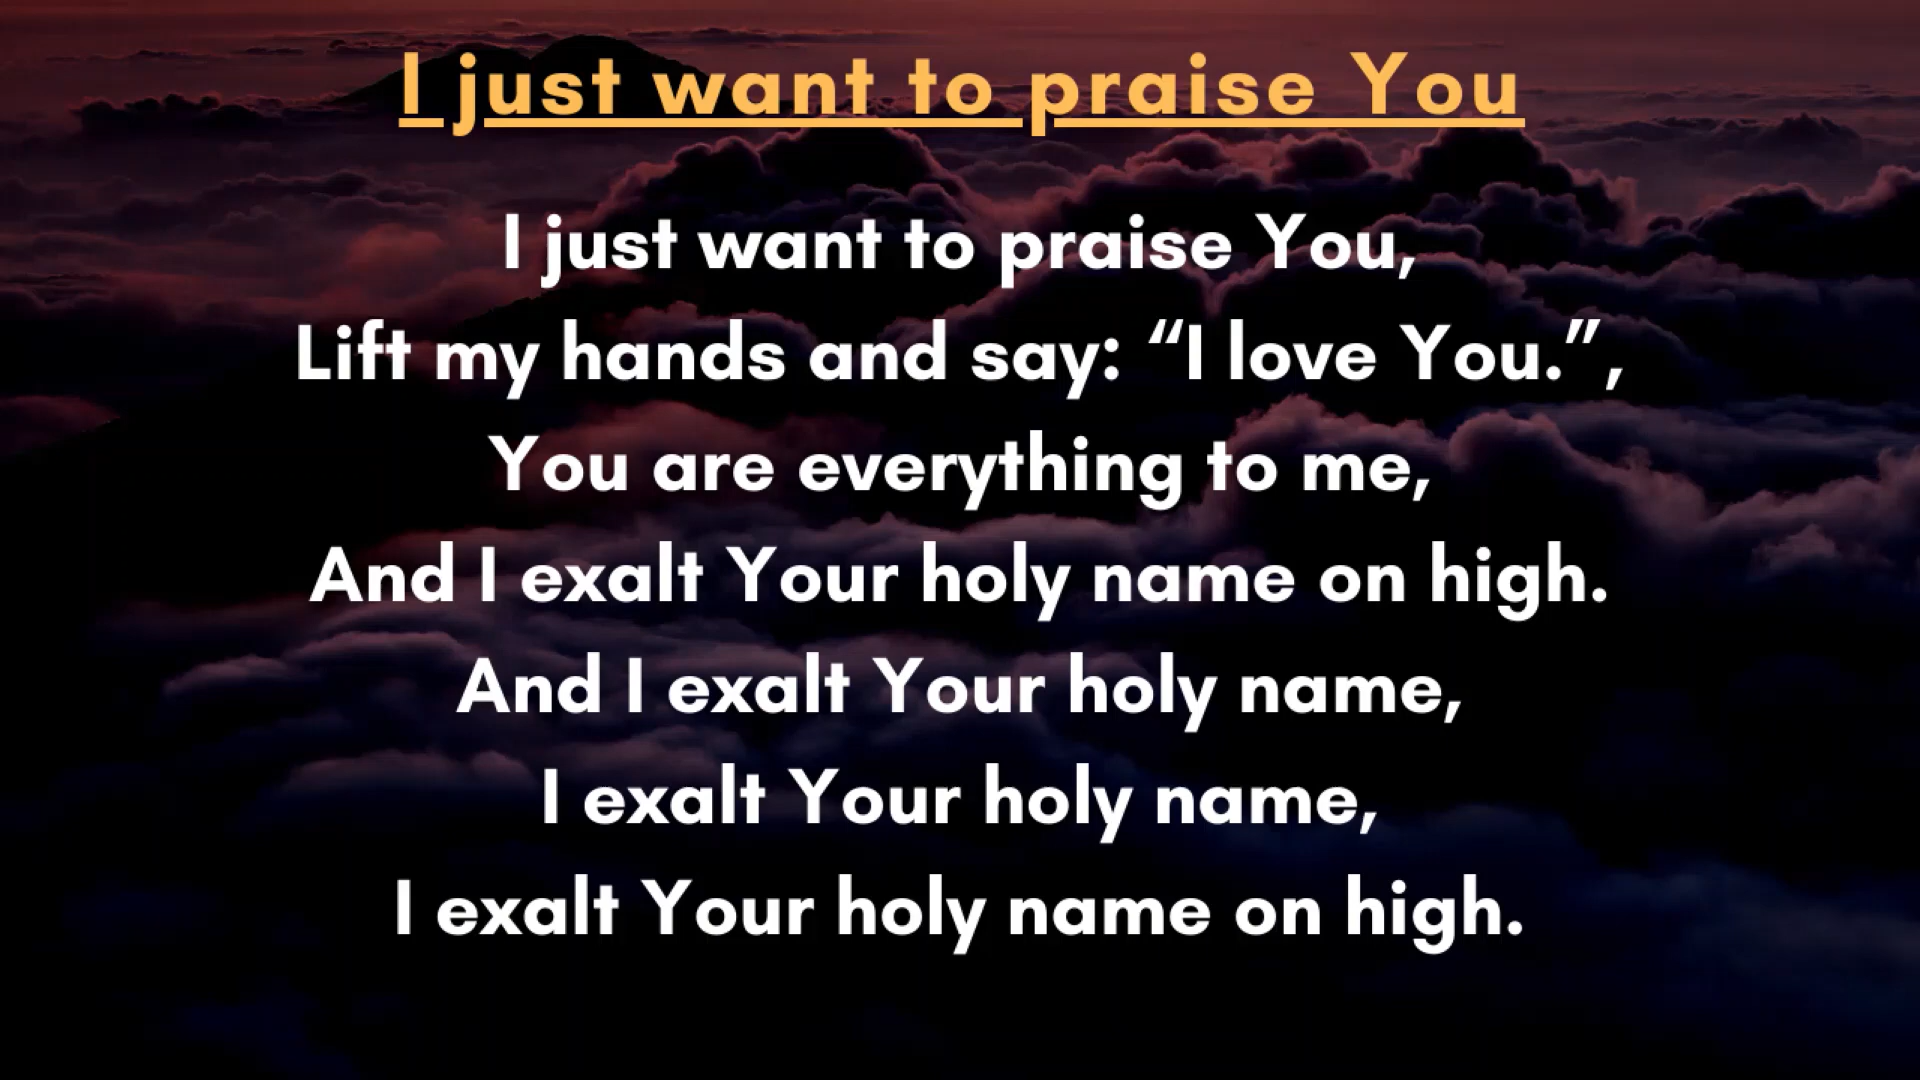 I just want to praise You
I just want to praise You,
Lift my hands and say: “I love You.”,
You are everything to me,
And I exalt Your holy name on high.
And I exalt Your holy name,
I exalt Your holy name,
I exalt Your holy name on high.